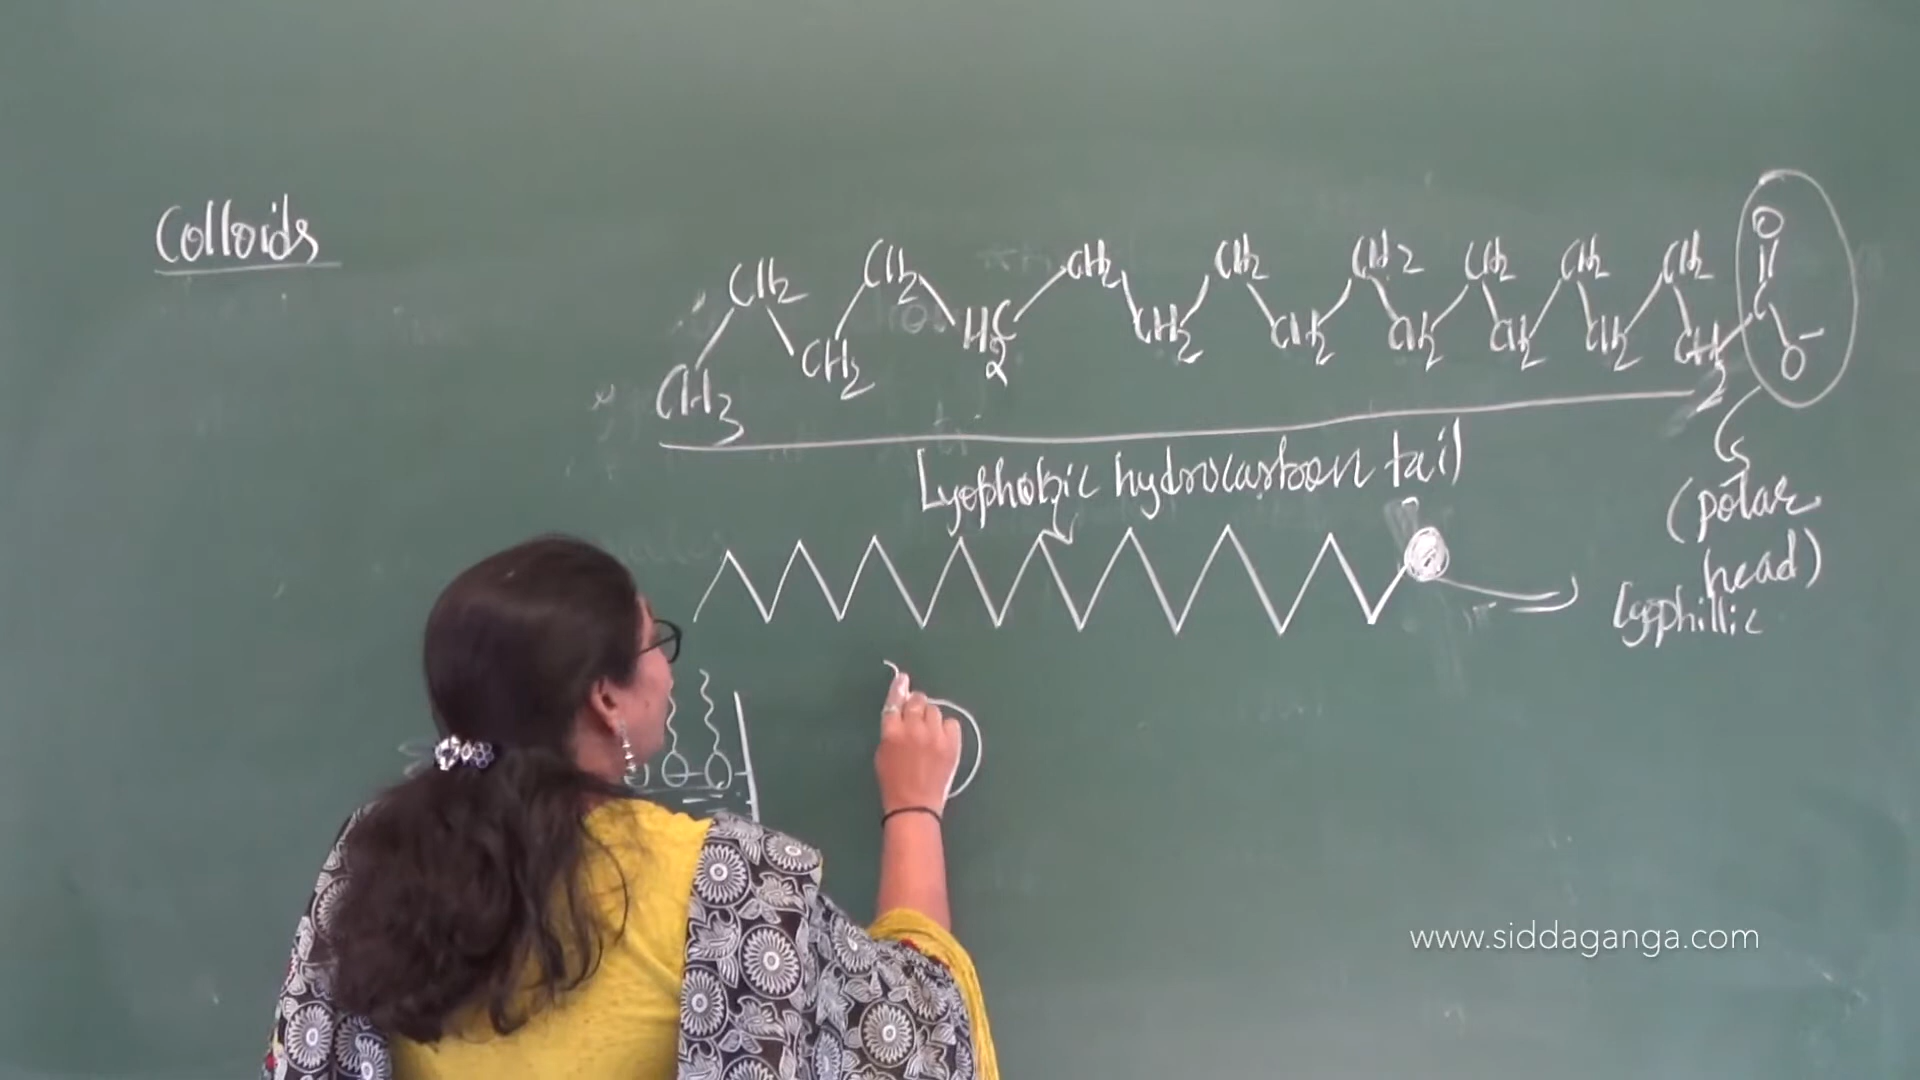 Colloids
CH2 CH2 CH2 CH2 CH2 CH2 CH2 CH2 O
CH3 CH2 H2C CH2 CH2 CH2 CH2 CH2 CH2 C O-
Lyophobic hydrocarbon tail
(polar
head)
lyophillic
www.siddaganga.com